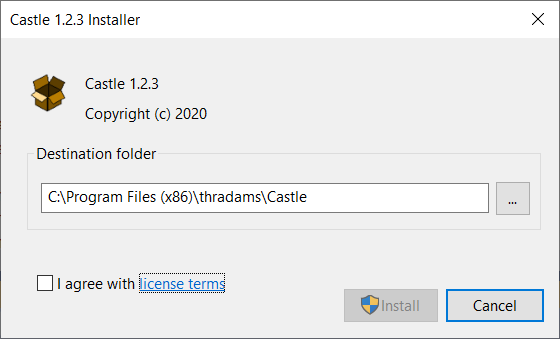 Castle 1.2.3 Installer
Castle 1.2.3
Copyright (c) 2020
Destination folder
C:\Program Files (x86)\thradams\Castle
...
I agree with license terms
Install
Cancel